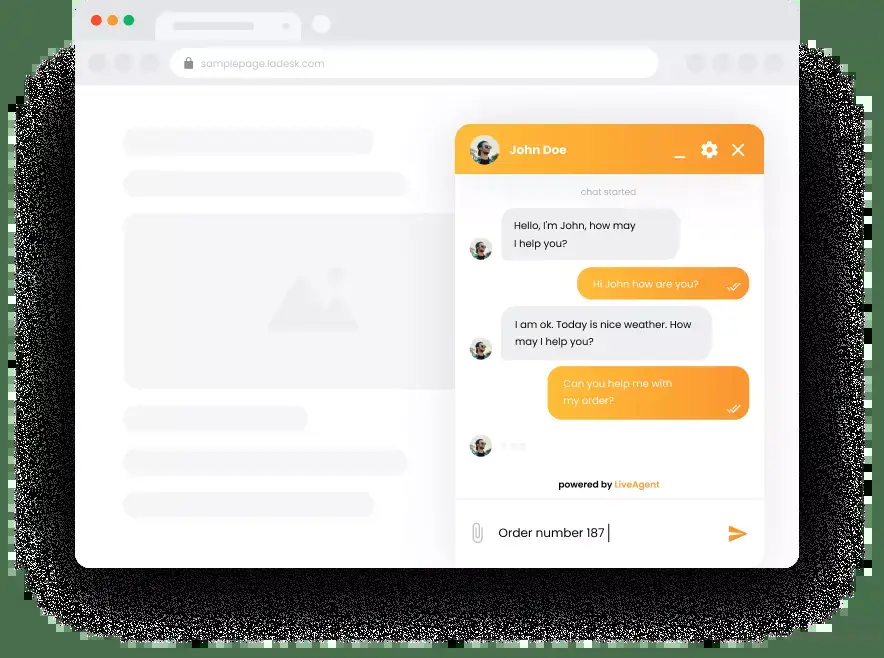 samplepage.ladesk.com
John Doe
chat started
Hello, I'm John, how may
I help you?
Hi John how are you?
I am ok. Today is nice weather. How
may I help you?
Can you help me with
my order?
powered by LiveAgent
Order number 187